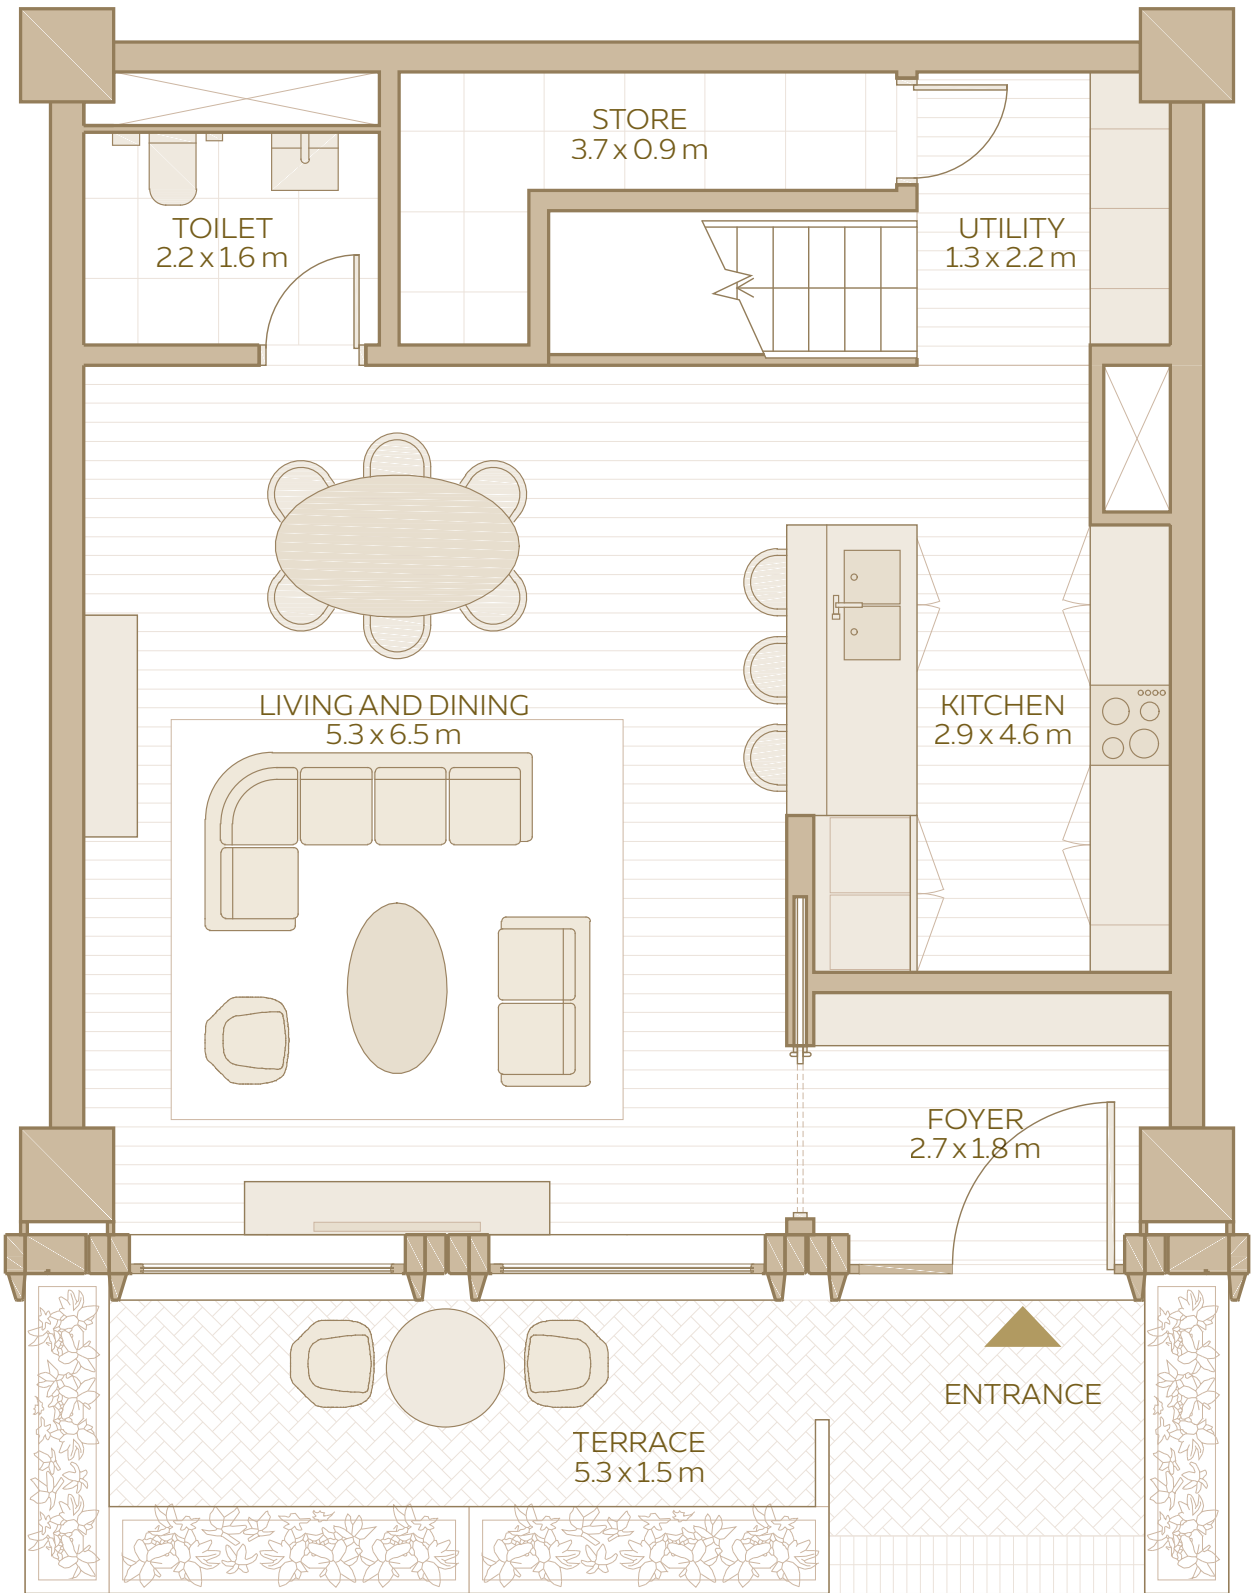 STORE
3.7 x 0.9 m
TOILET
2.2 x 1.6 m
UTILITY
1.3 x 2.2 m
LIVING AND DINING
5.3 x 6.5 m
KITCHEN
2.9 x 4.6 m
FOYER
2.7 x 1.8 m
ENTRANCE
TERRACE
5.3 x 1.5 m